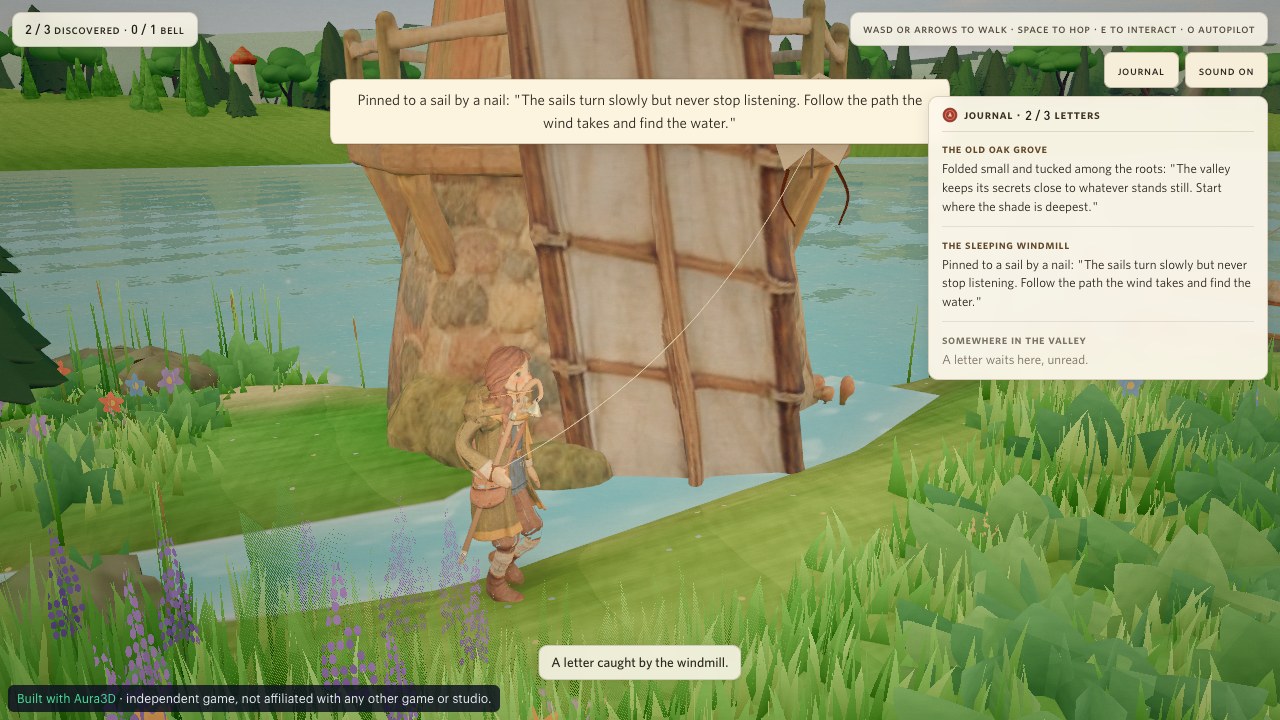 2 / 3 DISCOVERED · 0 / 1 BELL
WASD OR ARROWS TO WALK · SPACE TO HOP · E TO INTERACT · O AUTOPILOT
JOURNAL
SOUND ON
Pinned to a sail by a nail: "The sails turn slowly but never stop listening. Follow the path the
wind takes and find the water."
JOURNAL · 2 / 3 LETTERS
THE OLD OAK GROVE
Folded small and tucked among the roots: "The valley
keeps its secrets close to whatever stands still. Start
where the shade is deepest."
THE SLEEPING WINDMILL
Pinned to a sail by a nail: "The sails turn slowly but never
stop listening. Follow the path the wind takes and find the
water."
SOMEWHERE IN THE VALLEY
A letter waits here, unread.
A letter caught by the windmill.
Built with Aura3D · independent game, not affiliated with any other game or studio.